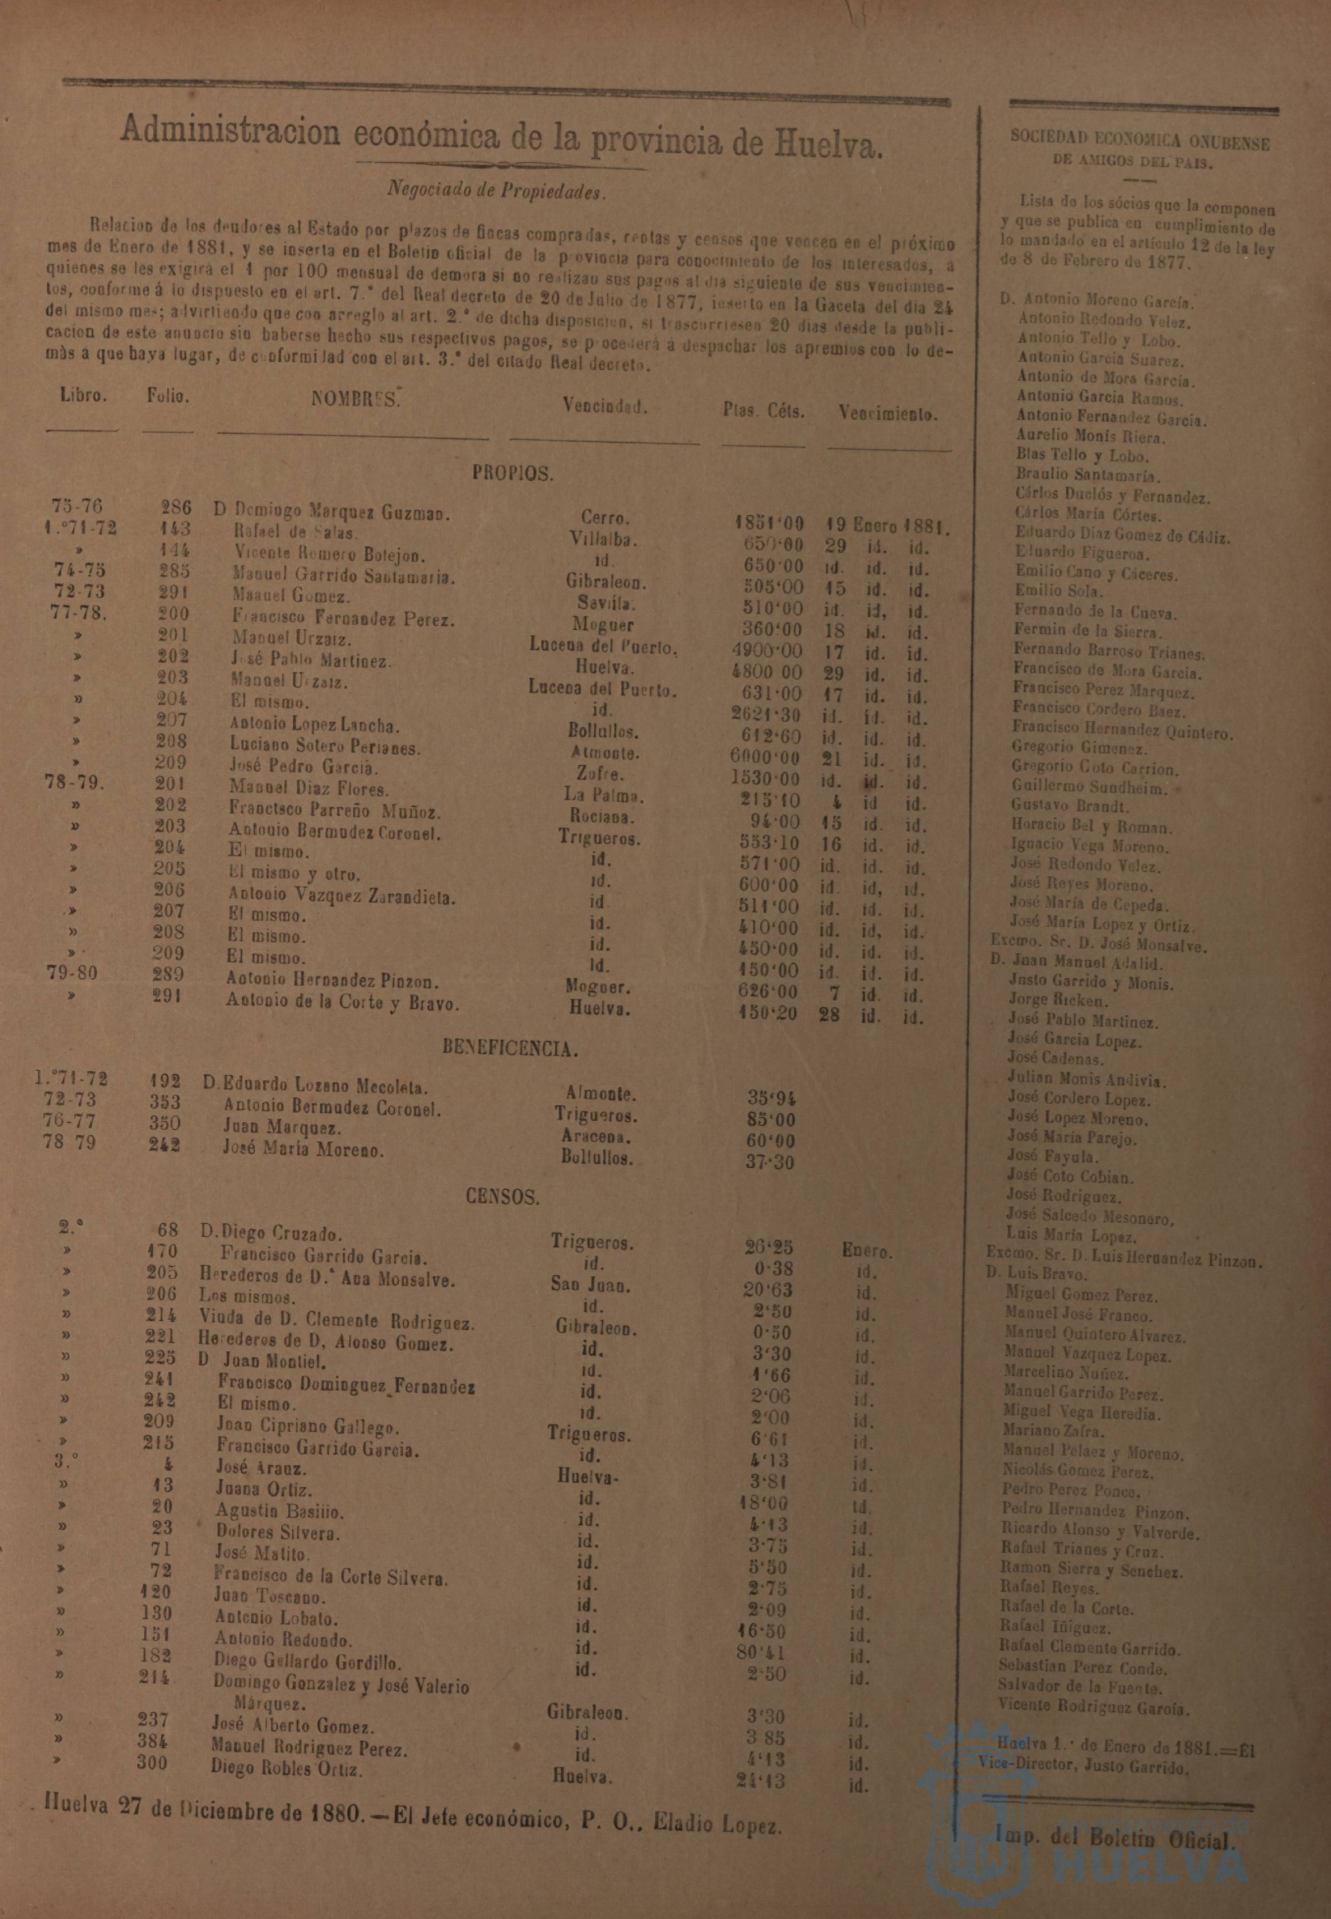 Administracion económica de la provincia de Huelva.
Negociado de Propiedades.
Relacion de los deudores al Estado por plazos de fincas compradas, rentas y censos que vencen en el próximo
mes de Enero de 1881, y se inserta en el Boletin oficial de la provincia para conocimiento de los interesados, á
quienes se les exigirá el 1 por 100 mensual de demora si no realizan sus pagos al dia siguiente de sus vencimien-
tos, conforme á lo dispuesto en el art. 7.º del Real decreto de 20 de Julio de 1877, inserto en la Gaceta del dia 24
del mismo mes; advirtiendo que con arreglo al art. 2.º de dicha disposicion, si trascurriesen 20 dias desde la publi-
cacion de este anuncio sin haberse hecho sus respectivos pagos, se procederá á despachar los apremios con lo de-
más á que haya lugar, de conformidad con el art. 3.º del citado Real decreto.
Libro. Folio. NOMBRES. Vencindad. Ptas. Céts. Vencimiento.
PROPIOS.
75-76 286 D Domingo Marquez Guzman. Cerro. 1851'00 19 Enero 1881.
1.º71-72 143 Rafael de Salas. Villalba. 650'00 29 id. id.
» 144 Vicente Romero Botejon. id. 650'00 id. id. id.
74-75 285 Manuel Garrido Santamaria. Gibraleon. 505'00 15 id. id.
72-73 291 Manuel Gomez. Sevilla. 510'00 id. id, id.
77-78. 200 Francisco Fernandez Perez. Moguer 360'00 18 id. id.
» 201 Manuel Urzaiz. Lucena del Puerto. 4900'00 17 id. id.
» 202 José Pablo Martinez. Huelva. 4800 00 29 id. id.
» 203 Manuel Urzaiz. Lucena del Puerto. 631'00 17 id. id.
» 204 El mismo. id. 2621'30 id. id. id.
» 207 Antonio Lopez Lancha. Bollullos. 612'60 id. id. id.
» 208 Luciano Sotero Perianes. Almonte. 6000'00 21 id. id.
» 209 José Pedro Garcia. Zofre. 1530'00 id. id. id.
78-79. 201 Manuel Diaz Flores. La Palma. 215'10 4 id id.
» 202 Francisco Parreño Muñoz. Rociana. 94'00 15 id. id.
» 203 Antonio Bermudez Coronel. Trigueros. 553'10 16 id. id.
» 204 El mismo. id. 571'00 id. id. id.
» 205 El mismo y otro. id. 600'00 id. id, id.
» 206 Antonio Vazquez Zarandieta. id 511'00 id. id. id.
» 207 El mismo. id. 410'00 id. id, id.
» 208 El mismo. id. 450'00 id. id. id.
» 209 El mismo. id. 150'00 id. id. id.
79-80 289 Antonio Hernandez Pinzon. Moguer. 626'00 7 id. id.
» 291 Antonio de la Corte y Bravo. Huelva. 150'20 28 id. id.
BENEFICENCIA.
1.º71-72 192 D. Eduardo Lozano Mecoleta. Almonte. 35'94
72-73 353 Antonio Bermudez Coronel. Trigueros. 85'00
76-77 350 Juan Marquez. Aracena. 60'00
78 79 242 José Maria Moreno. Bollullos. 37'30
CENSOS.
2.º 68 D. Diego Cruzado. Trigueros. 26'25 Enero.
» 170 Francisco Garrido Garcia. id. 0'38 id.
» 205 Herederos de D.ª Ana Monsalve. San Juan. 20'63 id.
» 206 Los mismos. id. 2'50 id.
» 214 Viuda de D. Clemente Rodriguez. Gibraleon. 0'50 id.
» 221 Herederos de D, Alonso Gomez. id. 3'30 id.
» 225 D Juan Montiel. id. 1'66 id.
» 241 Francisco Dominguez Fernandez id. 2'06 id.
» 242 El mismo. id. 2'00 id.
» 209 Juan Cipriano Gallego. Trigueros. 6'61 id.
» 215 Francisco Garrido Garcia. id. 4'13 id.
3.º 4 José Arauz. Huelva- 3'81 id.
» 13 Juana Ortiz. id. 18'00 id.
» 20 Agustin Basilio. id. 4'13 id.
» 23 Dolores Silvera. id. 3'75 id.
» 71 José Matito. id. 5'50 id.
» 72 Francisco de la Corte Silvera. id. 2'75 id.
» 120 Juan Toscano. id. 2'09 id.
» 130 Antonio Lobato. id. 16'50 id.
» 151 Antonio Redondo. id. 80'41 id.
» 182 Diego Gallardo Gordillo. id. 2'50 id.
» 214 Domingo Gonzalez y José Valerio
Márquez. Gibraleon. 3'30 id.
» 237 José Alberto Gomez. id. 3 85 id.
» 384 Manuel Rodriguez Perez. id. 4'13 id.
» 300 Diego Robles Ortiz. Huelva. 24'13 id.
Huelva 27 de Diciembre de 1880.—El Jefe económico, P. O., Eladio Lopez.
SOCIEDAD ECONOMICA ONUBENSE
DE AMIGOS DEL PAIS.
Lista de los sócios que la componen
y que se publica en cumplimiento de
lo mandado en el artículo 12 de la ley
de 8 de Febrero de 1877.
D. Antonio Moreno García.
Antonio Redondo Velez.
Antonio Tello y Lobo.
Antonio García Suarez.
Antonio de Mora García.
Antonio García Ramos.
Antonio Fernandez García.
Aurelio Monís Riera.
Blas Tello y Lobo.
Braulio Santamaría.
Cárlos Duclós y Fernandez.
Cárlos María Córtes.
Eduardo Diaz Gomez de Cádiz.
Eduardo Figueroa.
Emilio Cano y Cáceres.
Emilio Sola.
Fernando de la Cueva.
Fermin de la Sierra.
Fernando Barroso Trianes.
Francisco de Mora García.
Francisco Perez Marquez.
Francisco Cordero Baez.
Francisco Hernandez Quintero.
Gregorio Gimenez.
Gregorio Coto Carrion.
Guillermo Sundheim.
Gustavo Brandt.
Horacio Bel y Roman.
Ignacio Vega Moreno.
José Redondo Velez.
José Reyes Moreno.
José María de Cepeda.
José María Lopez y Ortiz.
Excmo. Sr. D. José Monsalve.
D. Juan Manuel Adalid.
Justo Garrido y Monis.
Jorge Ricken.
José Pablo Martinez.
José García Lopez.
José Cadenas.
Julian Monis Andivia.
José Cordero Lopez.
José Lopez Moreno.
José María Parejo.
José Fayula.
José Coto Cobian.
José Rodriguez.
José Salcedo Mesonero.
Luis María Lopez.
Excmo. Sr. D. Luis Hernandez Pinzon.
D. Luis Bravo.
Miguel Gomez Perez.
Manuel José Franco.
Manuel Quintero Alvarez.
Manuel Vazquez Lopez.
Marcelino Nuñez.
Manuel Garrido Perez.
Miguel Vega Heredia.
Mariano Zafra.
Manuel Pelaez y Moreno.
Nicolás Gomez Perez.
Pedro Perez Ponce.
Pedro Hernandez Pinzon.
Ricardo Alonso y Valverde.
Rafael Trianes y Cruz.
Ramon Sierra y Senchez.
Rafael Reyes.
Rafael de la Corte.
Rafael Iñiguez.
Rafael Clemente Garrido.
Sebastian Perez Conde.
Salvador de la Fuente.
Vicente Rodriguez García.
Huelva 1.º de Enero de 1881.=El
Vice-Director, Justo Garrido.
Imp. del Boletin Oficial.
HUELVA